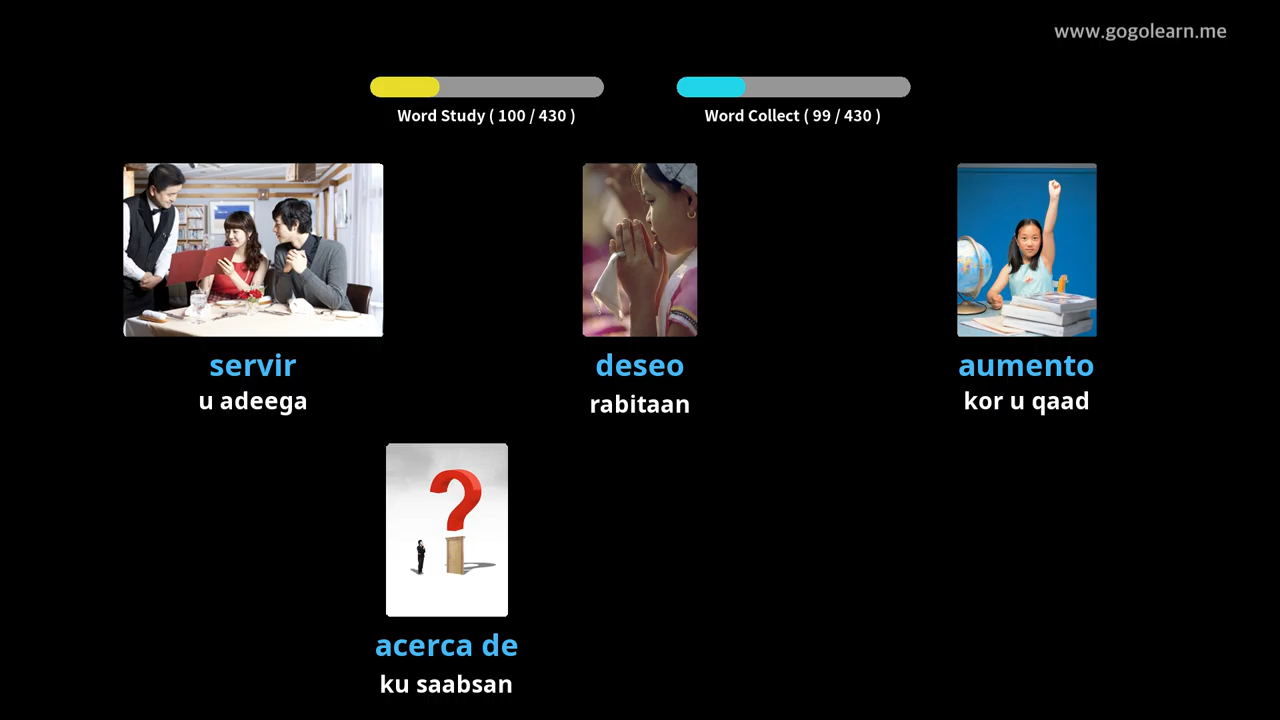 www.gogolearn.me
Word Study ( 100 / 430 )
Word Collect ( 99 / 430 )
servir
u adeega
deseo
rabitaan
aumento
kor u qaad
acerca de
ku saabsan